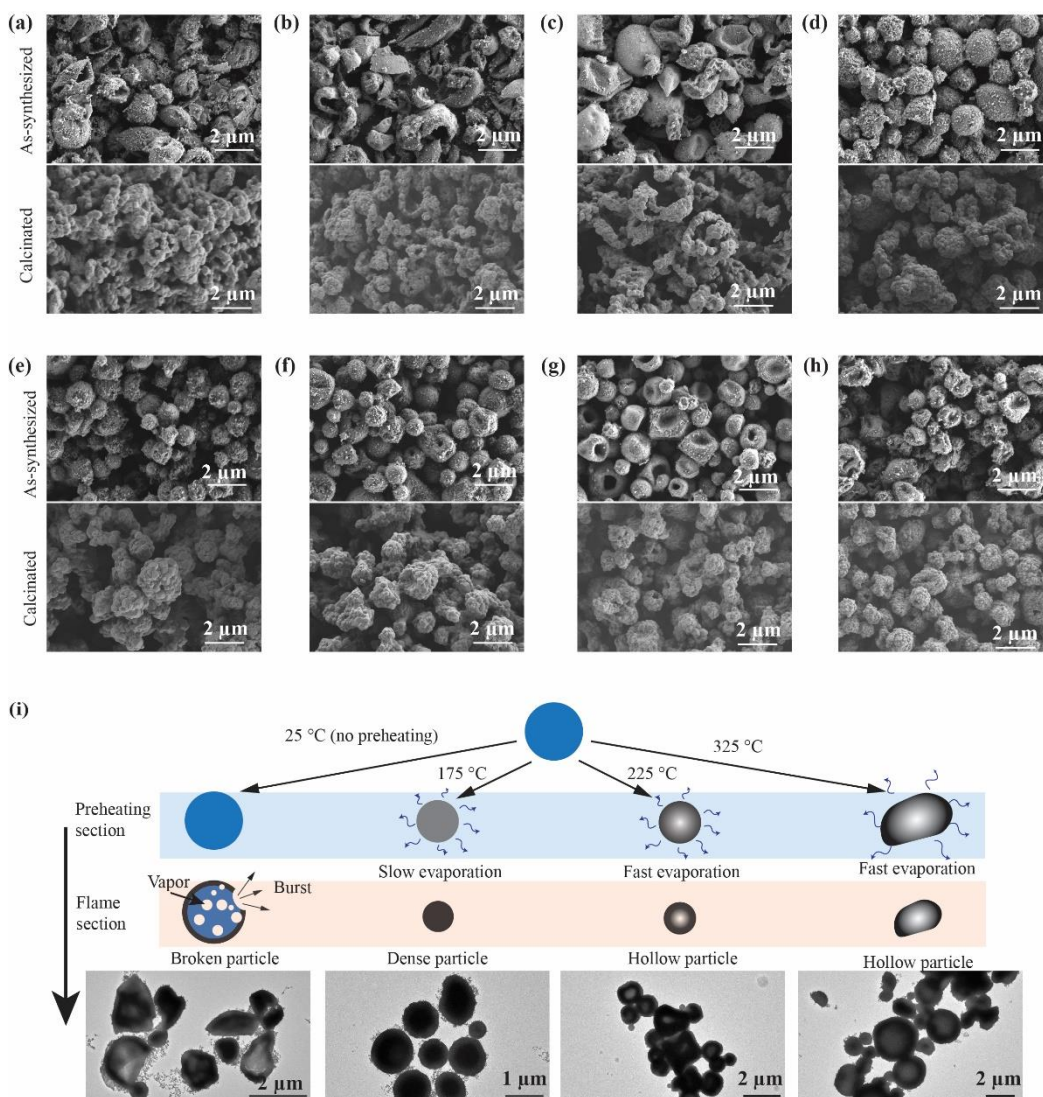 (a)
(b)
(c)
(d)
As-synthesized
2 µm
2 µm
2 µm
2 µm
Calcinated
2 µm
2 µm
2 µm
2 µm
(e)
(f)
(g)
(h)
As-synthesized
2 µm
2 µm
2 µm
2 µm
Calcinated
2 µm
2 µm
2 µm
2 µm
(i)
25 °C (no preheating)
325 °C
175 °C
225 °C
Preheating
section
Slow evaporation
Fast evaporation
Fast evaporation
Vapor
Burst
Flame
section
Broken particle
Dense particle
Hollow particle
Hollow particle
2 µm
1 µm
2 µm
2 µm